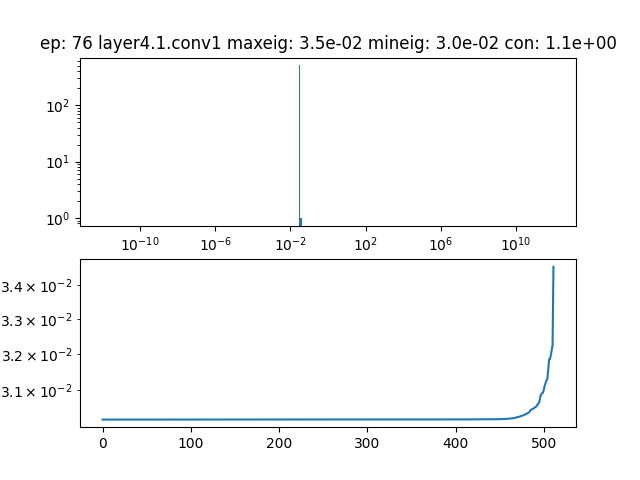 ep: 76 layer4.1.conv1 maxeig: 3.5e-02 mineig: 3.0e-02 con: 1.1e+00
10²
10¹
10⁰
10⁻¹⁰ 10⁻⁶ 10⁻² 10² 10⁶ 10¹⁰
3.4 × 10⁻²
3.3 × 10⁻²
3.2 × 10⁻²
3.1 × 10⁻²
0 100 200 300 400 500